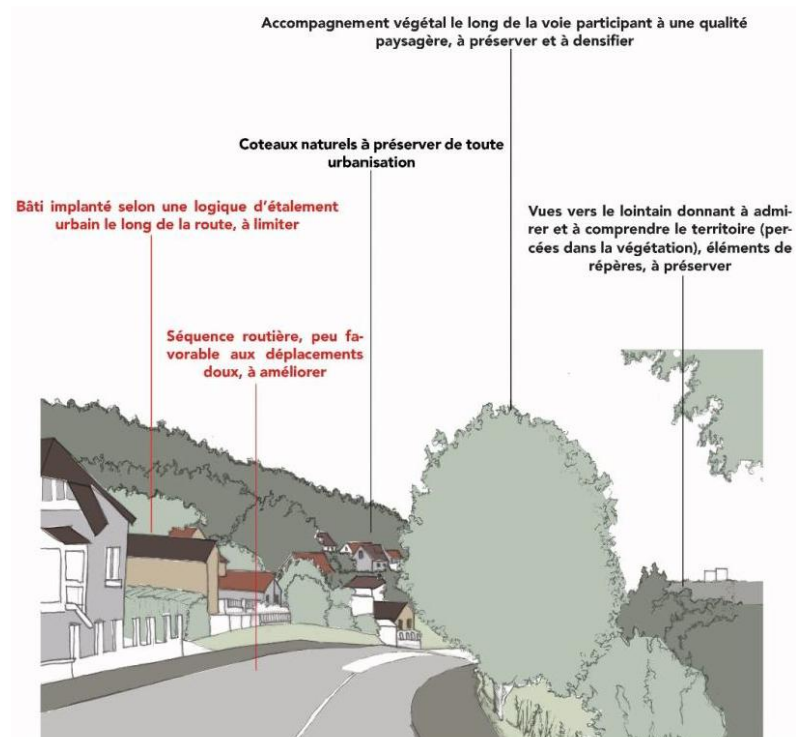 Accompagnement végétal le long de la voie participant à une qualité
paysagère, à préserver et à densifier
Coteaux naturels à préserver de toute
urbanisation
Bâti implanté selon une logique d'étalement
urbain le long de la route, à limiter
Vues vers le lointain donnant à admi-
rer et à comprendre le territoire (per-
cées dans la végétation), éléments de
répères, à préserver
Séquence routière, peu fa-
vorable aux déplacements
doux, à améliorer